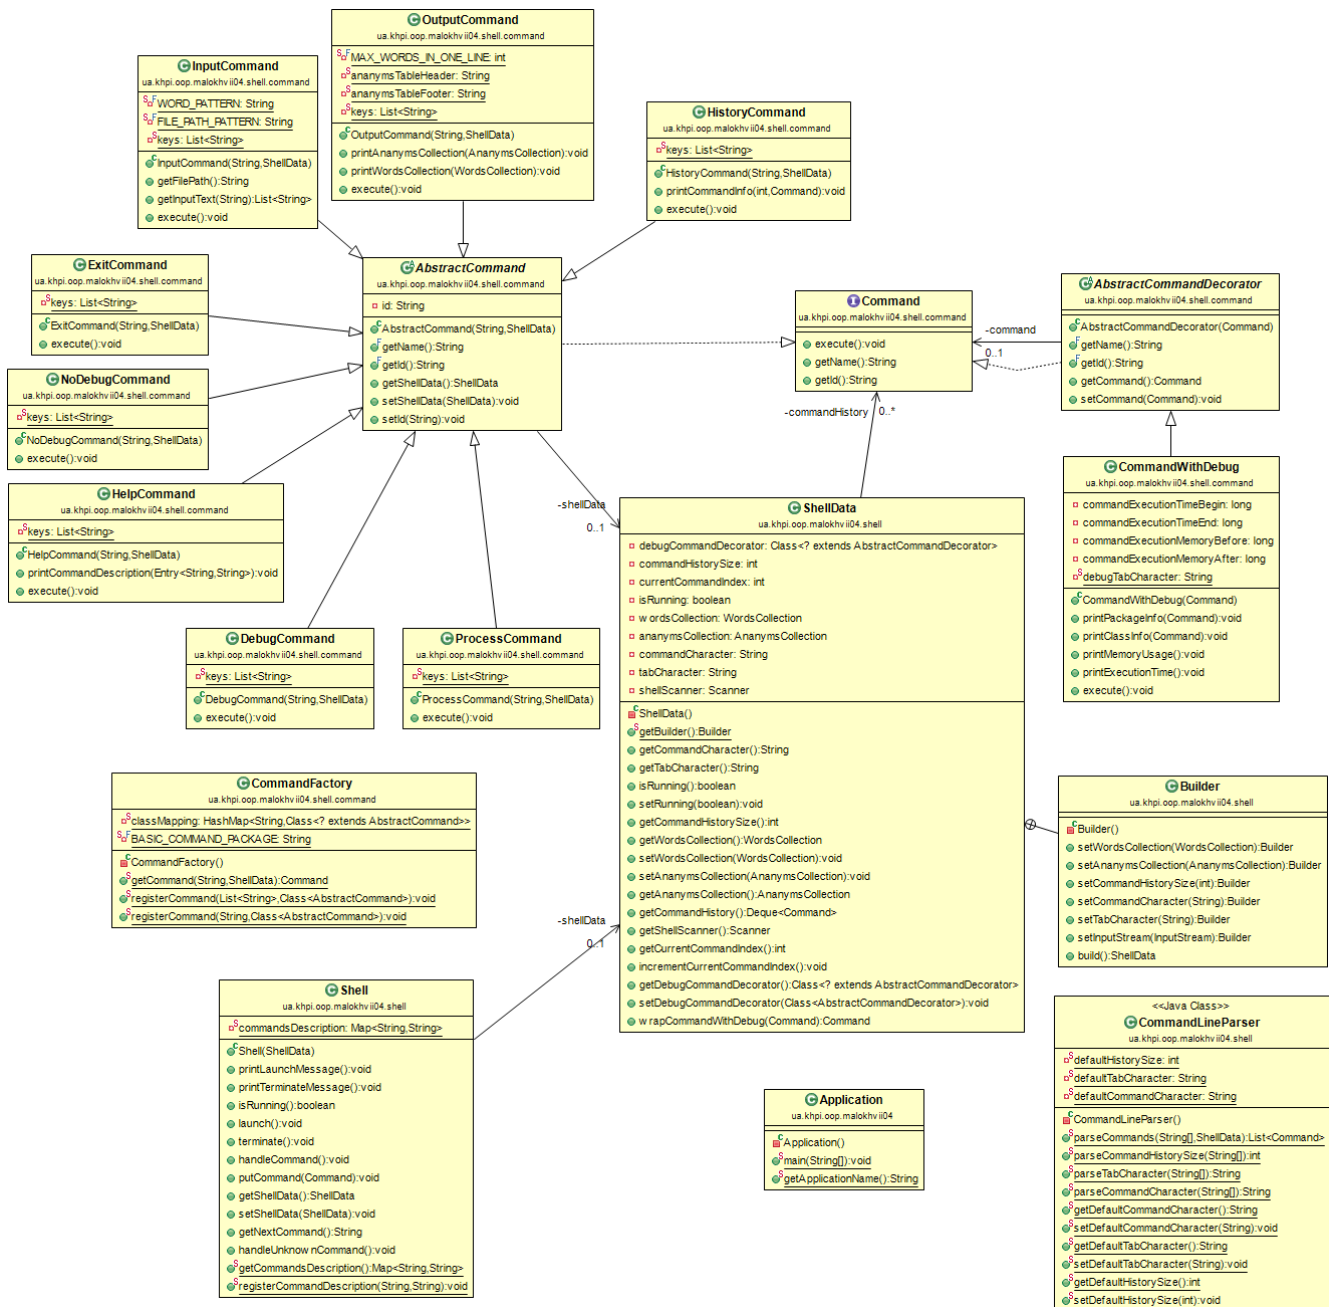 OutputCommand
ua.khpi.oop.malokhvii04.shell.command
MAX_WORDS_IN_ONE_LINE: int
ananymsTableHeader: String
ananymsTableFooter: String
keys: List<String>
OutputCommand(String,ShellData)
printAnanymsCollection(AnanymsCollection):void
printWordsCollection(WordsCollection):void
execute():void
InputCommand
ua.khpi.oop.malokhvii04.shell.command
WORD_PATTERN: String
FILE_PATH_PATTERN: String
keys: List<String>
InputCommand(String,ShellData)
getFilePath():String
getInputText(String):List<String>
execute():void
HistoryCommand
ua.khpi.oop.malokhvii04.shell.command
keys: List<String>
HistoryCommand(String,ShellData)
printCommandInfo(int,Command):void
execute():void
ExitCommand
ua.khpi.oop.malokhvii04.shell.command
keys: List<String>
ExitCommand(String,ShellData)
execute():void
AbstractCommand
ua.khpi.oop.malokhvii04.shell.command
id: String
AbstractCommand(String,ShellData)
getName():String
getId():String
getShellData():ShellData
setShellData(ShellData):void
setId(String):void
Command
ua.khpi.oop.malokhvii04.shell.command
execute():void
getName():String
getId():String
AbstractCommandDecorator
ua.khpi.oop.malokhvii04.shell.command
AbstractCommandDecorator(Command)
getName():String
getId():String
getCommand():Command
setCommand(Command):void
-command
0..1
-commandHistory
0..*
NoDebugCommand
ua.khpi.oop.malokhvii04.shell.command
keys: List<String>
NoDebugCommand(String,ShellData)
execute():void
HelpCommand
ua.khpi.oop.malokhvii04.shell.command
keys: List<String>
HelpCommand(String,ShellData)
printCommandDescription(Entry<String,String>):void
execute():void
CommandWithDebug
ua.khpi.oop.malokhvii04.shell.command
commandExecutionTimeBegin: long
commandExecutionTimeEnd: long
commandExecutionMemoryBefore: long
commandExecutionMemoryAfter: long
debugTabCharacter: String
CommandWithDebug(Command)
printPackageInfo(Command):void
printClassInfo(Command):void
printMemoryUsage():void
printExecutionTime():void
execute():void
-shellData
0..1
ShellData
ua.khpi.oop.malokhvii04.shell
debugCommandDecorator: Class<? extends AbstractCommandDecorator>
commandHistorySize: int
currentCommandIndex: int
isRunning: boolean
wordsCollection: WordsCollection
ananymsCollection: AnanymsCollection
commandCharacter: String
tabCharacter: String
shellScanner: Scanner
ShellData()
getBuilder():Builder
getCommandCharacter():String
getTabCharacter():String
isRunning():boolean
setRunning(boolean):void
getCommandHistorySize():int
getWordsCollection():WordsCollection
setWordsCollection(WordsCollection):void
setAnanymsCollection(AnanymsCollection):void
getAnanymsCollection():AnanymsCollection
getCommandHistory():Deque<Command>
getShellScanner():Scanner
getCurrentCommandIndex():int
incrementCurrentCommandIndex():void
getDebugCommandDecorator():Class<? extends AbstractCommandDecorator>
setDebugCommandDecorator(Class<AbstractCommandDecorator>):void
wrapCommandWithDebug(Command):Command
DebugCommand
ua.khpi.oop.malokhvii04.shell.command
keys: List<String>
DebugCommand(String,ShellData)
execute():void
ProcessCommand
ua.khpi.oop.malokhvii04.shell.command
keys: List<String>
ProcessCommand(String,ShellData)
execute():void
CommandFactory
ua.khpi.oop.malokhvii04.shell.command
classMapping: HashMap<String,Class<? extends AbstractCommand>>
BASIC_COMMAND_PACKAGE: String
CommandFactory()
getCommand(String,ShellData):Command
registerCommand(List<String>,Class<AbstractCommand>):void
registerCommand(String,Class<AbstractCommand>):void
Builder
ua.khpi.oop.malokhvii04.shell
Builder()
setWordsCollection(WordsCollection):Builder
setAnanymsCollection(AnanymsCollection):Builder
setCommandHistorySize(int):Builder
setCommandCharacter(String):Builder
setTabCharacter(String):Builder
setInputStream(InputStream):Builder
build():ShellData
-shellData
0..1
Shell
ua.khpi.oop.malokhvii04.shell
commandsDescription: Map<String,String>
Shell(ShellData)
printLaunchMessage():void
printTerminateMessage():void
isRunning():boolean
launch():void
terminate():void
handleCommand():void
putCommand(Command):void
getShellData():ShellData
setShellData(ShellData):void
getNextCommand():String
handleUnknownCommand():void
getCommandsDescription():Map<String,String>
registerCommandDescription(String,String):void
Application
ua.khpi.oop.malokhvii04
Application()
main(String[]):void
getApplicationName():String
<<Java Class>>
CommandLineParser
ua.khpi.oop.malokhvii04.shell
defaultHistorySize: int
defaultTabCharacter: String
defaultCommandCharacter: String
CommandLineParser()
parseCommands(String[],ShellData):List<Command>
parseCommandHistorySize(String[]):int
parseTabCharacter(String[]):String
parseCommandCharacter(String[]):String
getDefaultCommandCharacter():String
setDefaultCommandCharacter(String):void
getDefaultTabCharacter():String
setDefaultTabCharacter(String):void
getDefaultHistorySize():int
setDefaultHistorySize(int):void